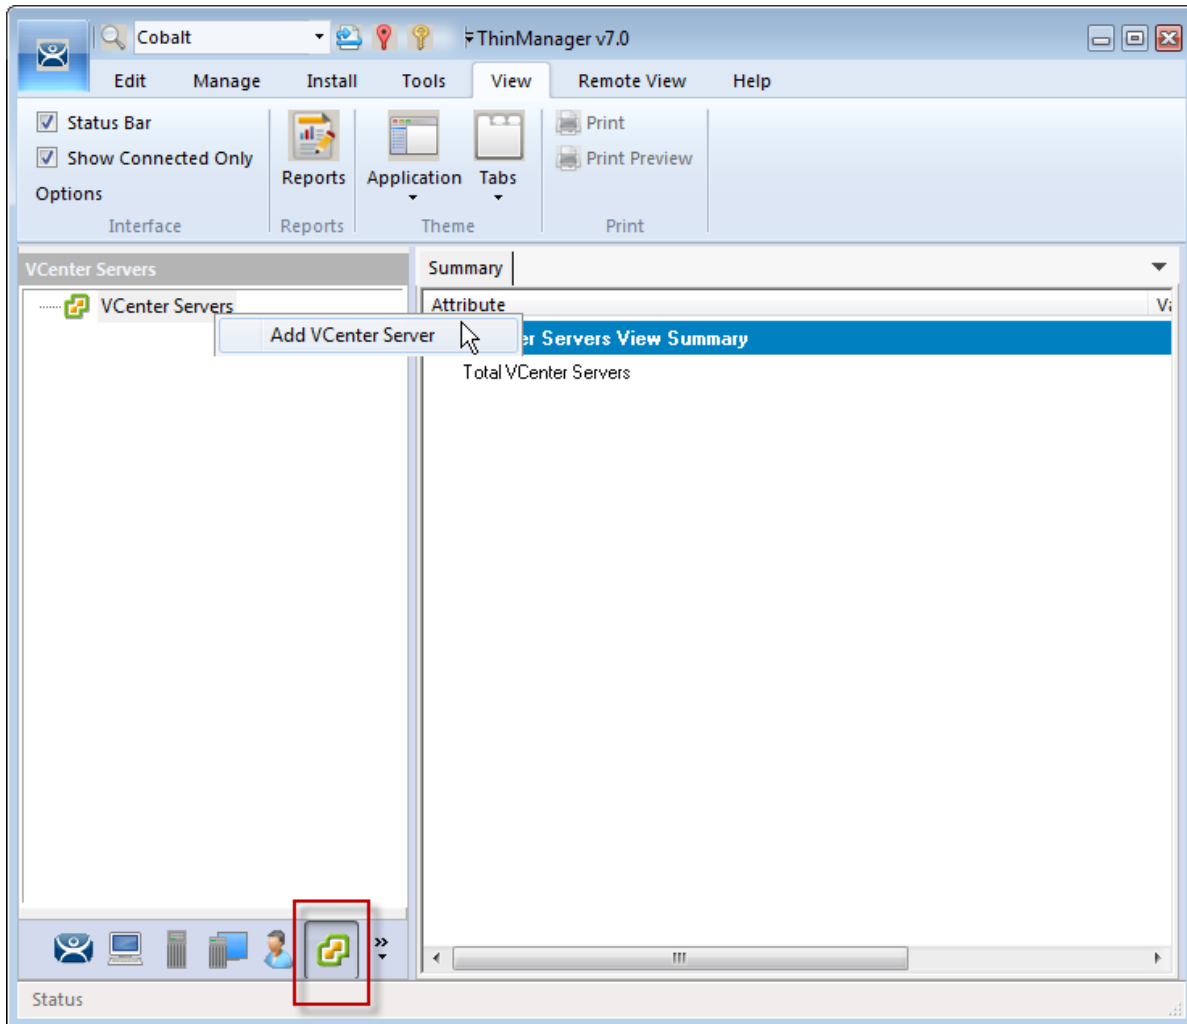 Cobalt
ThinManager v7.0
Edit Manage Install Tools View Remote View Help
Status Bar
Show Connected Only
Options
Interface
Reports
Reports
Application Tabs
Theme
Print
Print Preview
Print
VCenter Servers
VCenter Servers
Add VCenter Server
Summary
Attribute
Servers View Summary
Total VCenter Servers
Status